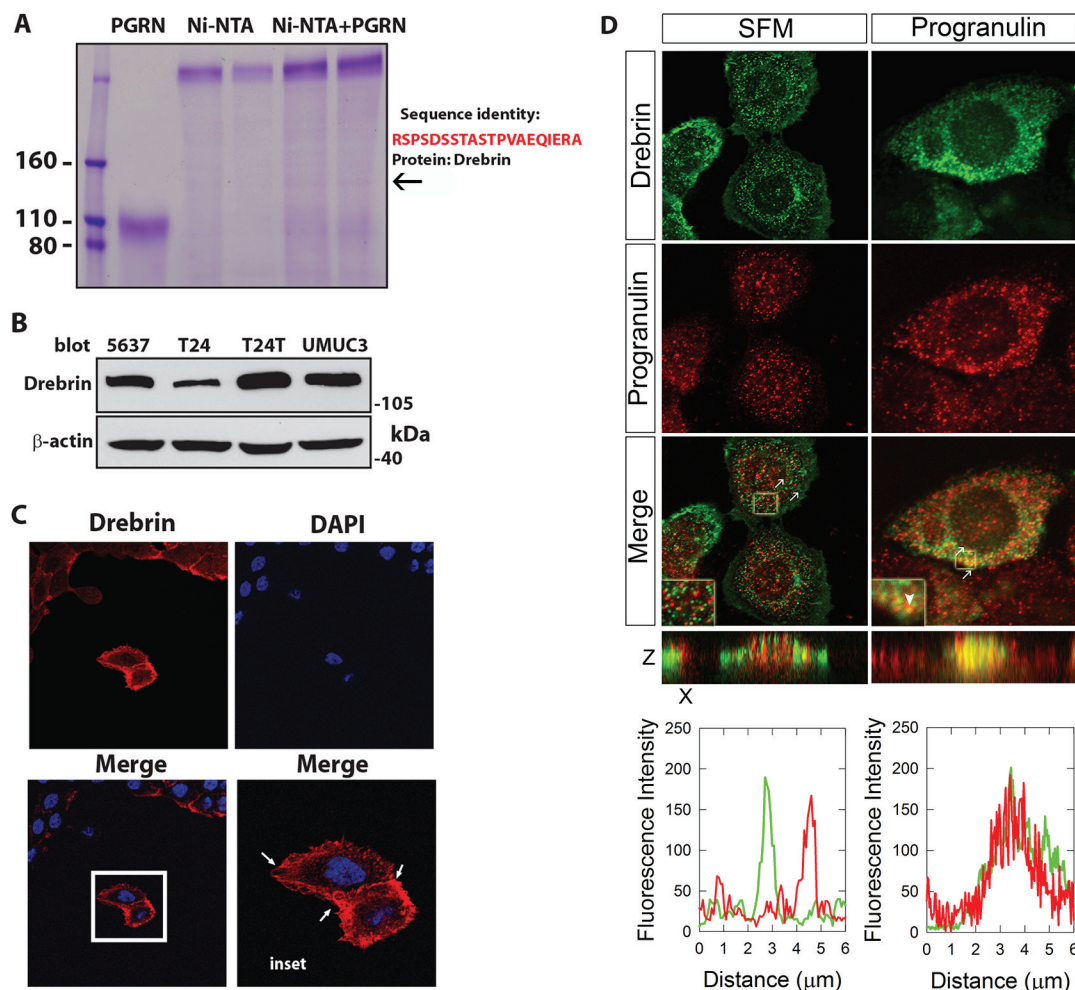 A
PGRN Ni-NTA Ni-NTA+PGRN
160 -
110 -
80 -
Sequence identity:
RSPSDSSTASTPVAEQIERA
Protein: Drebrin
B
blot 5637 T24 T24T UMUC3
Drebrin
-105
β-actin
kDa
-40
C
Drebrin DAPI
Merge Merge
inset
D
SFM Progranulin
Drebrin
Progranulin
Merge
Z
X
Fluorescence Intensity
250
200
150
100
50
0
0 1 2 3 4 5 6
Distance (μm)
Fluorescence Intensity
250
200
150
100
50
0
0 1 2 3 4 5 6
Distance (μm)